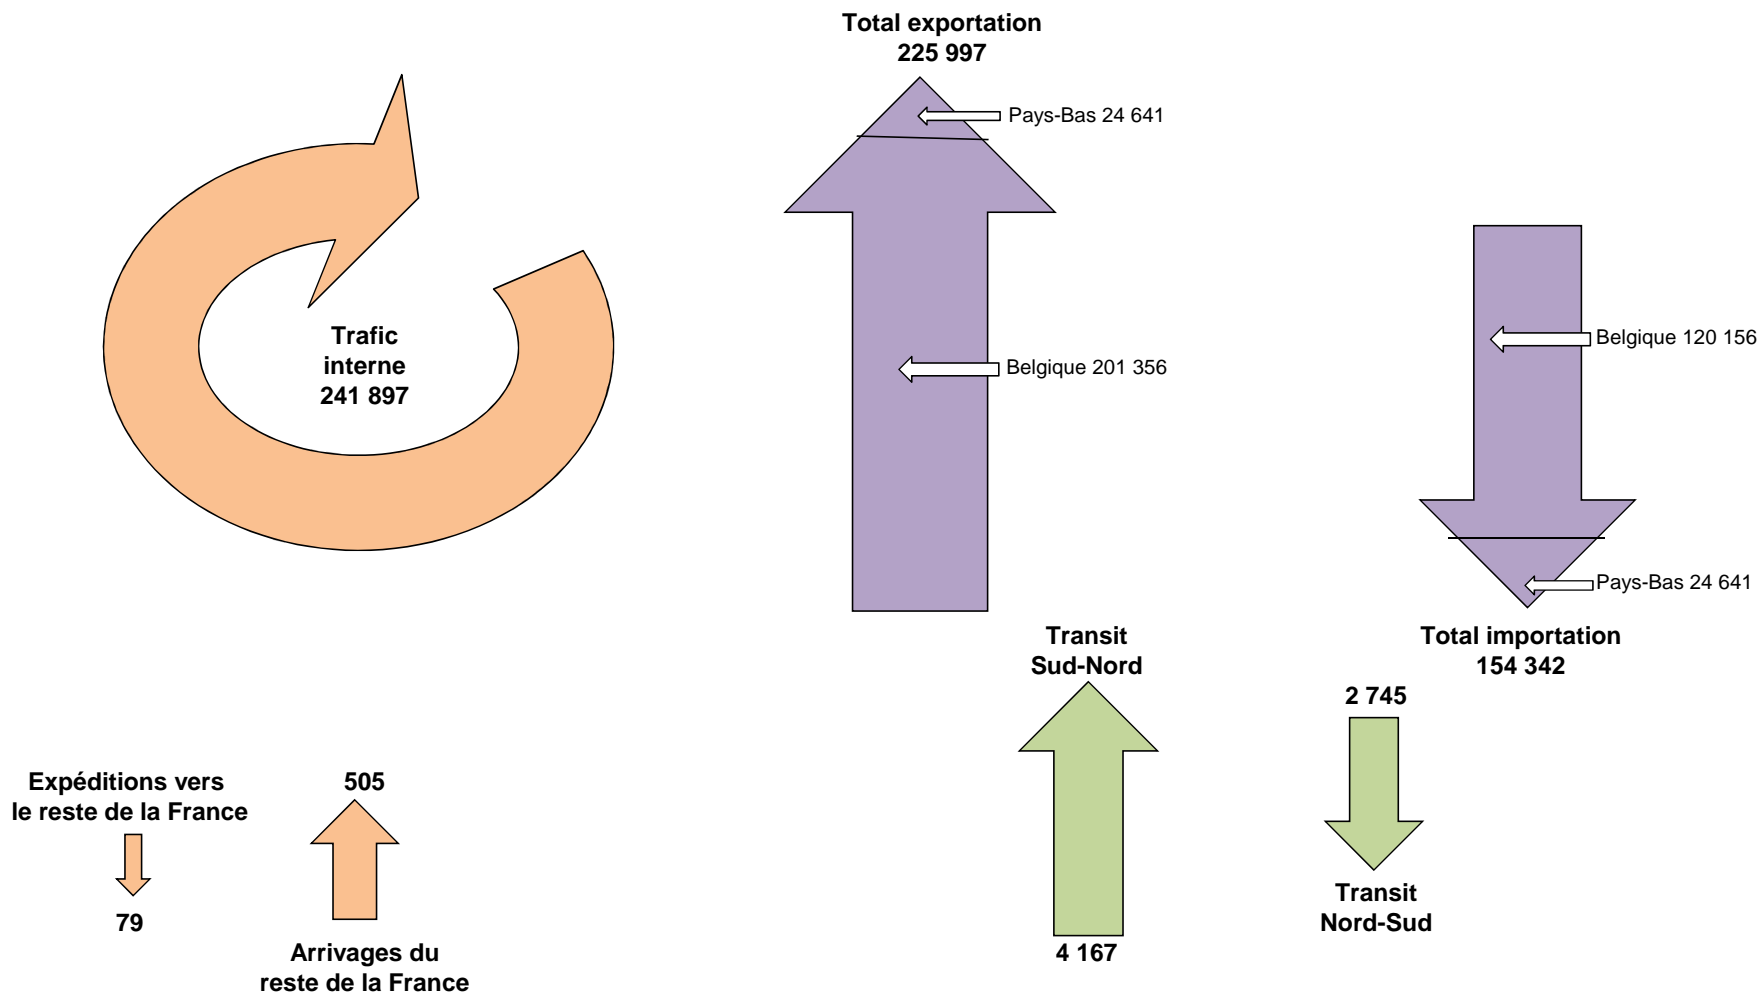 Total exportation
225 997
Pays-Bas 24 641
Belgique 201 356
Trafic
interne
241 897
Belgique 120 156
Pays-Bas 24 641
Total importation
154 342
Transit
Sud-Nord
4 167
2 745
Transit
Nord-Sud
Expéditions vers
le reste de la France
79
505
Arrivages du
reste de la France